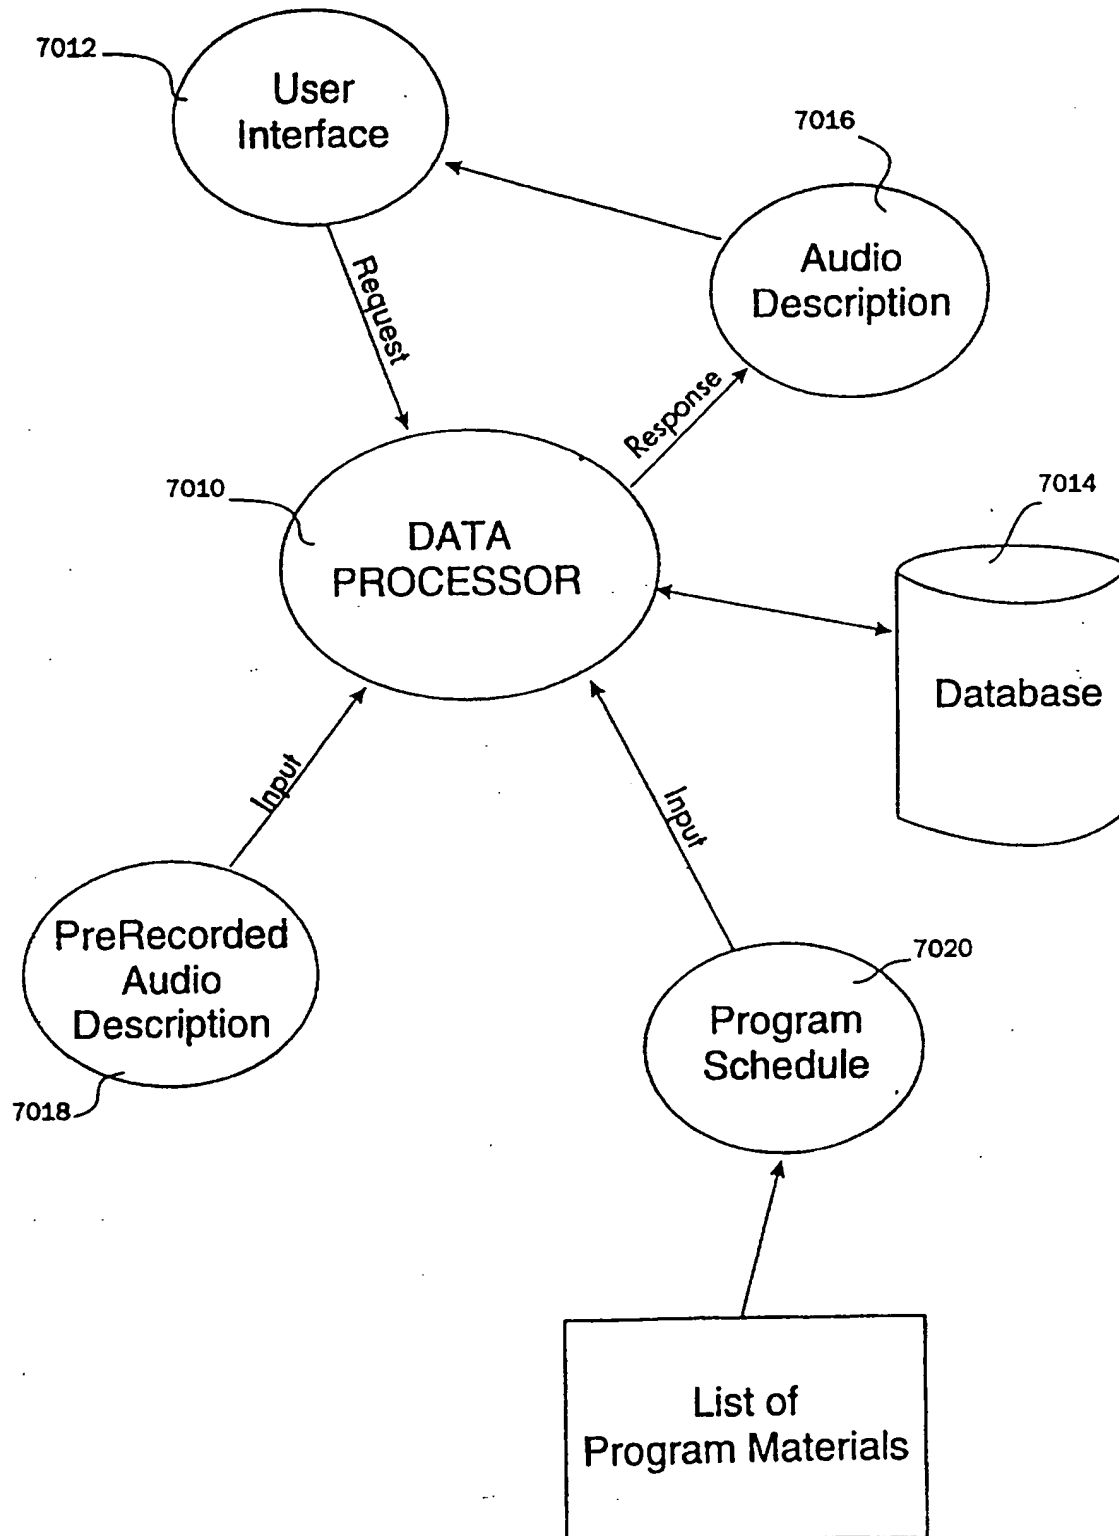 7012
User
Interface
7016
Audio
Description
Request
Response
7010
DATA
PROCESSOR
7014
Database
Input
Input
PreRecorded
Audio
Description
7018
7020
Program
Schedule
List of
Program Materials